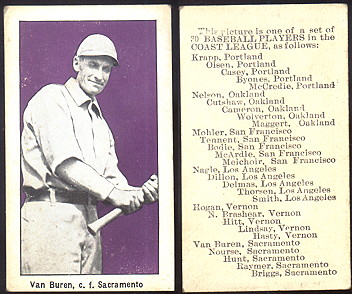 Van Buren, c. f. Sacramento
This picture is one of a set of
30 BASEBALL PLAYERS in the
COAST LEAGUE, as follows:
Krapp, Portland
Olsen, Portland
Casey, Portland
Byones, Portland
McCredie, Portland
Nelson, Oakland
Cutshaw, Oakland
Cameron, Oakland
Wolverton, Oakland
Maggert, Oakland
Mohler, San Francisco
Tennent, San Francisco
Bodie, San Francisco
McArdle, San Francisco
Melchoir, San Francisco
Nagle, Los Angeles
Dillon, Los Angeles
Delmas, Los Angeles
Thorsen, Los Angeles
Smith, Los Angeles
Hogan, Vernon
N. Brashear, Vernon
Hitt, Vernon
Lindsay, Vernon
Hasty, Vernon
Van Buren, Sacramento
Nourse, Sacramento
Hunt, Sacramento
Raymer, Sacramento
Briggs, Sacramento